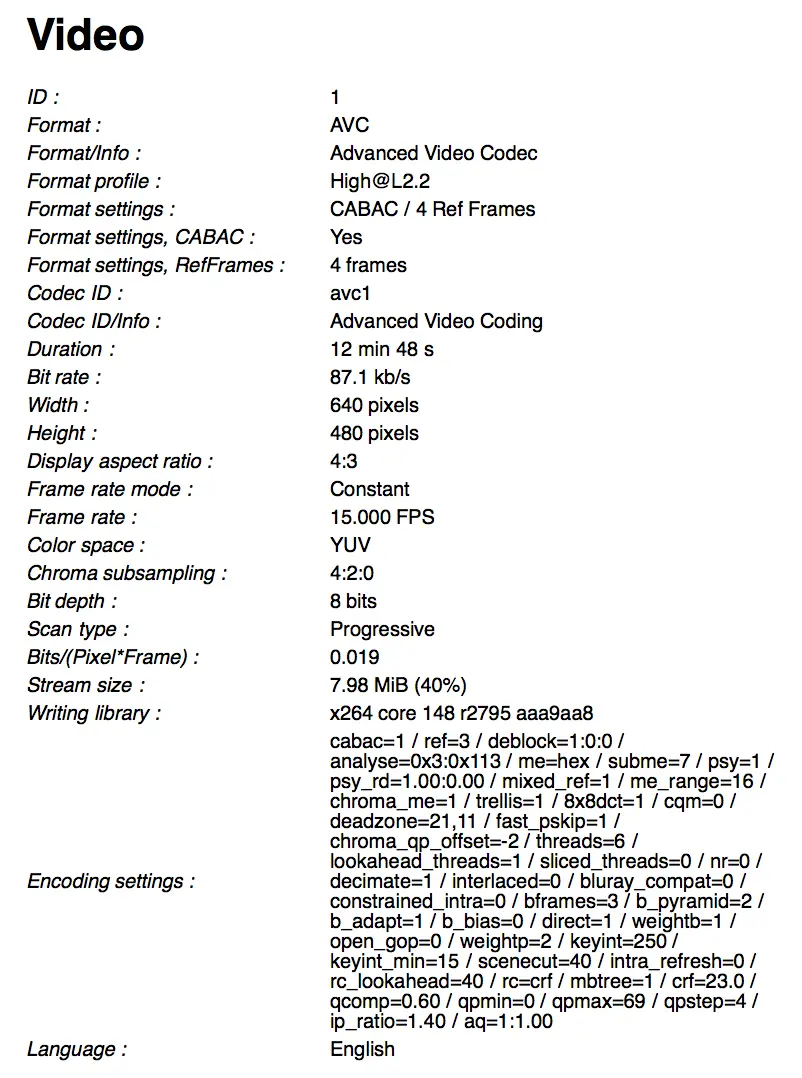 Video
ID : 1
Format : AVC
Format/Info : Advanced Video Codec
Format profile : High@L2.2
Format settings : CABAC / 4 Ref Frames
Format settings, CABAC : Yes
Format settings, RefFrames : 4 frames
Codec ID : avc1
Codec ID/Info : Advanced Video Coding
Duration : 12 min 48 s
Bit rate : 87.1 kb/s
Width : 640 pixels
Height : 480 pixels
Display aspect ratio : 4:3
Frame rate mode : Constant
Frame rate : 15.000 FPS
Color space : YUV
Chroma subsampling : 4:2:0
Bit depth : 8 bits
Scan type : Progressive
Bits/(Pixel*Frame) : 0.019
Stream size : 7.98 MiB (40%)
Writing library : x264 core 148 r2795 aaa9aa8
cabac=1 / ref=3 / deblock=1:0:0 /
analyse=0x3:0x113 / me=hex / subme=7 / psy=1 /
psy_rd=1.00:0.00 / mixed_ref=1 / me_range=16 /
chroma_me=1 / trellis=1 / 8x8dct=1 / cqm=0 /
deadzone=21,11 / fast_pskip=1 /
chroma_qp_offset=-2 / threads=6 /
lookahead_threads=1 / sliced_threads=0 / nr=0 /
Encoding settings : decimate=1 / interlaced=0 / bluray_compat=0 /
constrained_intra=0 / bframes=3 / b_pyramid=2 /
b_adapt=1 / b_bias=0 / direct=1 / weightb=1 /
open_gop=0 / weightp=2 / keyint=250 /
keyint_min=15 / scenecut=40 / intra_refresh=0 /
rc_lookahead=40 / rc=crf / mbtree=1 / crf=23.0 /
qcomp=0.60 / qpmin=0 / qpmax=69 / qpstep=4 /
ip_ratio=1.40 / aq=1:1.00
Language : English